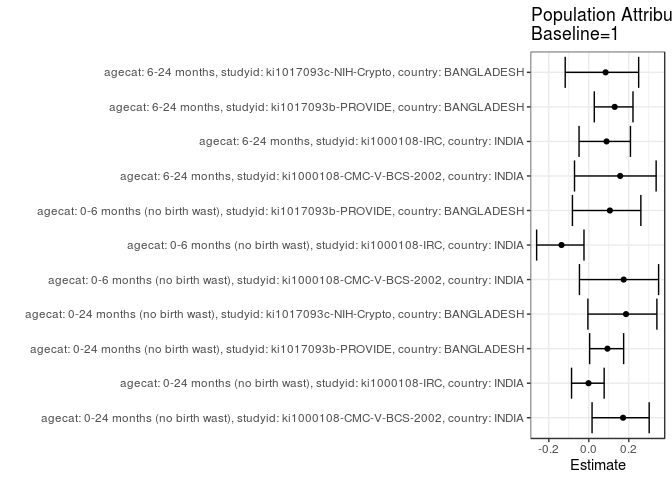 Population Attribu
Baseline=1
agecat: 6-24 months, studyid: ki1017093c-NIH-Crypto, country: BANGLADESH
agecat: 6-24 months, studyid: ki1017093b-PROVIDE, country: BANGLADESH
agecat: 6-24 months, studyid: ki1000108-IRC, country: INDIA
agecat: 6-24 months, studyid: ki1000108-CMC-V-BCS-2002, country: INDIA
agecat: 0-6 months (no birth wast), studyid: ki1017093b-PROVIDE, country: BANGLADESH
agecat: 0-6 months (no birth wast), studyid: ki1000108-IRC, country: INDIA
agecat: 0-6 months (no birth wast), studyid: ki1000108-CMC-V-BCS-2002, country: INDIA
agecat: 0-24 months (no birth wast), studyid: ki1017093c-NIH-Crypto, country: BANGLADESH
agecat: 0-24 months (no birth wast), studyid: ki1017093b-PROVIDE, country: BANGLADESH
agecat: 0-24 months (no birth wast), studyid: ki1000108-IRC, country: INDIA
agecat: 0-24 months (no birth wast), studyid: ki1000108-CMC-V-BCS-2002, country: INDIA
-0.2 0.0 0.2
Estimate